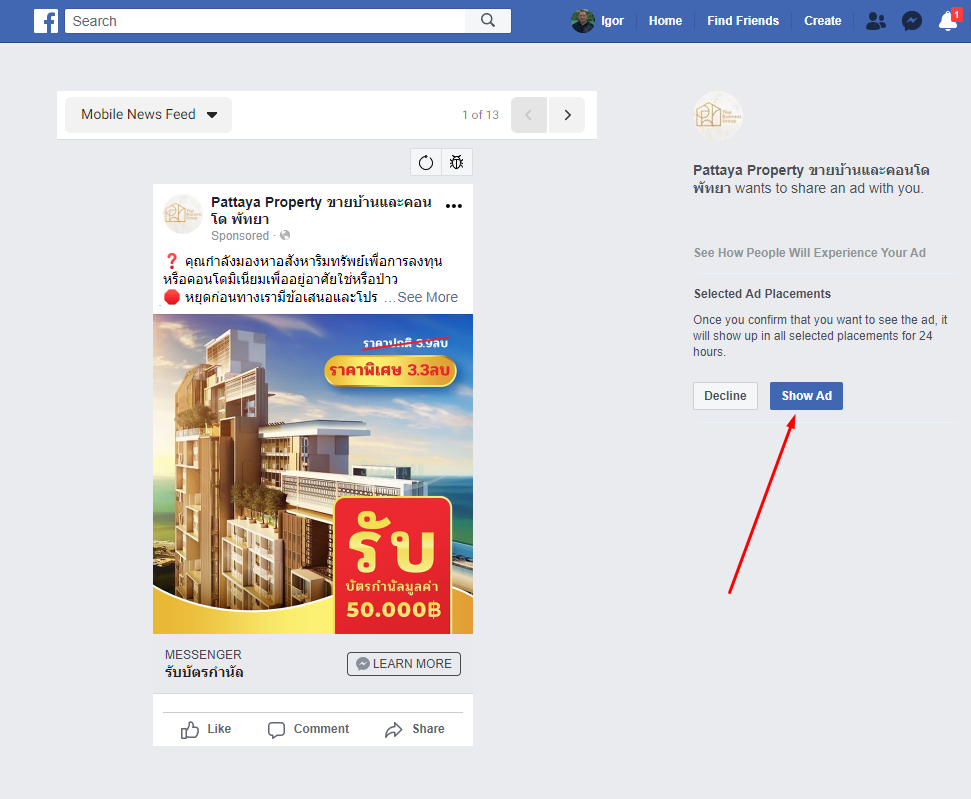 Search
Igor
Home
Find Friends
Create
1
Mobile News Feed
1 of 13
Pattaya Property ขายบ้านและคอนโด
พัทยา wants to share an ad with you.
See How People Will Experience Your Ad
Selected Ad Placements
Once you confirm that you want to see the ad, it
will show up in all selected placements for 24
hours.
Decline
Show Ad
Pattaya Property ขายบ้านและคอน
โด พัทยา
Sponsored ·
❓ คุณกำลังมองหาอสังหาริมทรัพย์เพื่อการลงทุน
หรือคอนโดมิเนียมเพื่ออยู่อาศัยใช่หรือป่าว
🛑 หยุดก่อนทางเรามีข้อเสนอและโปร …See More
ราคาปกติ 3.9ลบ
ราคาพิเศษ 3.3ลบ
รับ
บัตรกำนัลมูลค่า
50.000฿
MESSENGER
รับบัตรกำนัล
LEARN MORE
Like
Comment
Share